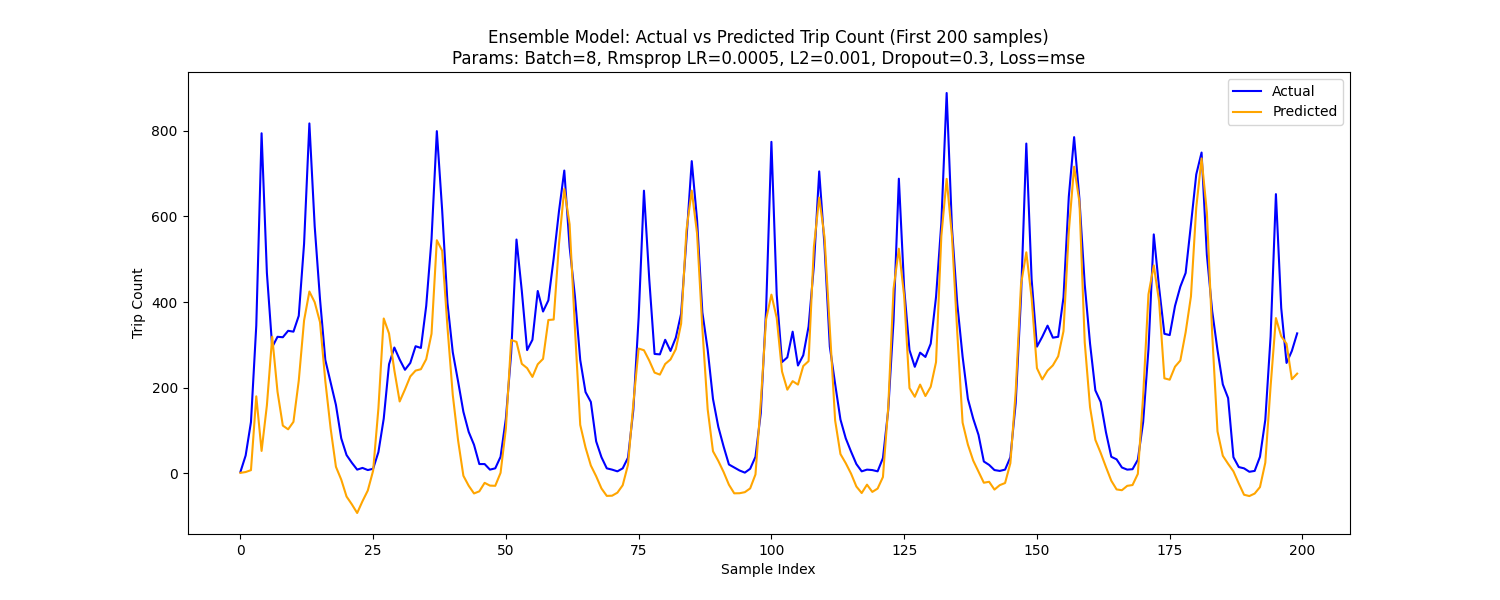 Ensemble Model: Actual vs Predicted Trip Count (First 200 samples)
Params: Batch=8, Rmsprop LR=0.0005, L2=0.001, Dropout=0.3, Loss=mse
Actual
Predicted
Trip Count
800
600
400
200
0
0 25 50 75 100 125 150 175 200
Sample Index